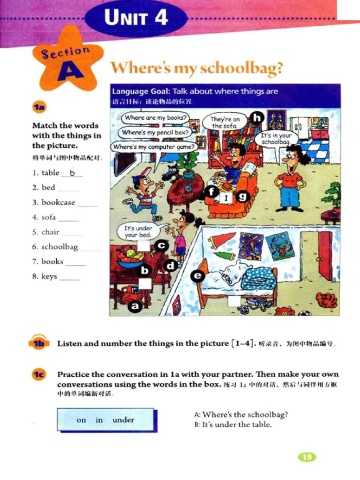 UNIT 4
Section
A
Where's my schoolbag?
Language Goal: Talk about where things are
语言目标：谈论物品的位置
1a
Match the words
with the things in
the picture.
将单词与图中物品配对.
1. table __b__
2. bed ____
3. bookcase ____
4. sofa ____
5. chair ____
6. schoolbag ____
7. books ____
8. keys ____
Where are my books?
Where's my pencil box?
Where's my computer game?
They're on
the sofa.
h
It's in your
schoolbag.
f
1
g
It's under
your bed.
c
b
d
a
e
1b
Listen and number the things in the picture [1–4]. 听录音，为图中物品编号.
1c
Practice the conversation in 1a with your partner. Then make your own
conversations using the words in the box. 练习 1a 中的对话，然后与同伴用方框
中的单词编新对话.
on in under
A: Where's the schoolbag?
B: It's under the table.
19